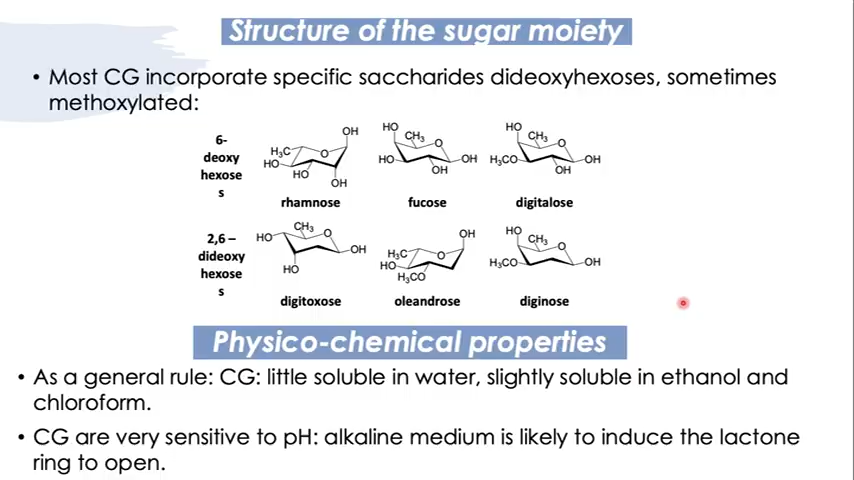 Structure of the sugar moiety
• Most CG incorporate specific saccharides dideoxyhexoses, sometimes
methoxylated:
6-
deoxy
hexose
s
OH
H₃C
O
HO
HO
OH
rhamnose
HO
CH₃
O
HO
OH
OH
fucose
HO
CH₃
O
H₃CO
OH
OH
digitalose
2,6 –
dideoxy
hexose
s
CH₃
HO
O
OH
HO
digitoxose
OH
H₃C
O
HO
H₃CO
oleandrose
HO
CH₃
O
H₃CO
OH
diginose
Physico-chemical properties
• As a general rule: CG: little soluble in water, slightly soluble in ethanol and
chloroform.
• CG are very sensitive to pH: alkaline medium is likely to induce the lactone
ring to open.